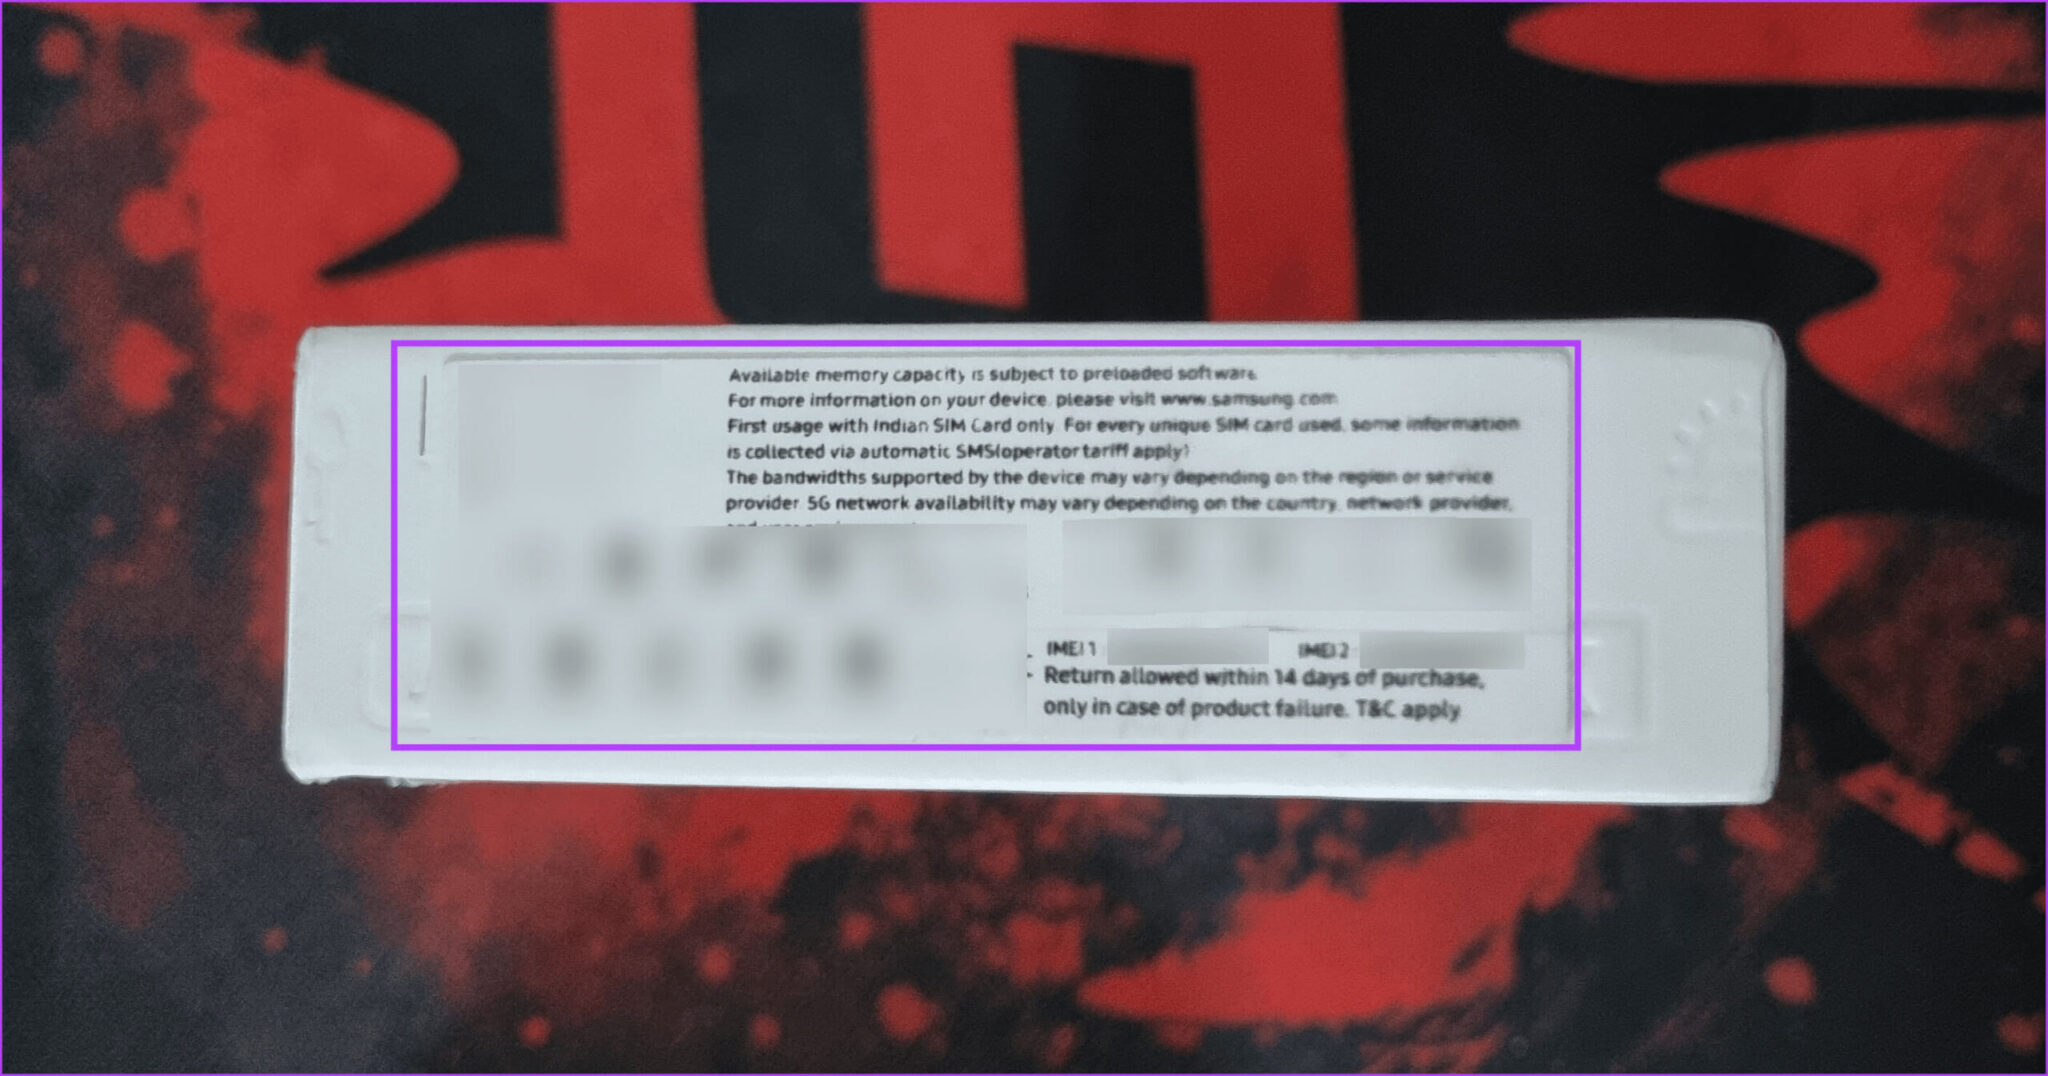 Available memory capacity is subject to preloaded software.
For more information on your device, please visit www.samsung.com
First usage with Indian SIM Card only. For every unique SIM card used, some information
is collected via automatic SMS(operator tariff apply)
The bandwidths supported by the device may vary depending on the region or service
provider. 5G network availability may vary depending on the country, network provider,
IMEI 1
IMEI 2
Return allowed within 14 days of purchase,
only in case of product failure. T&C apply